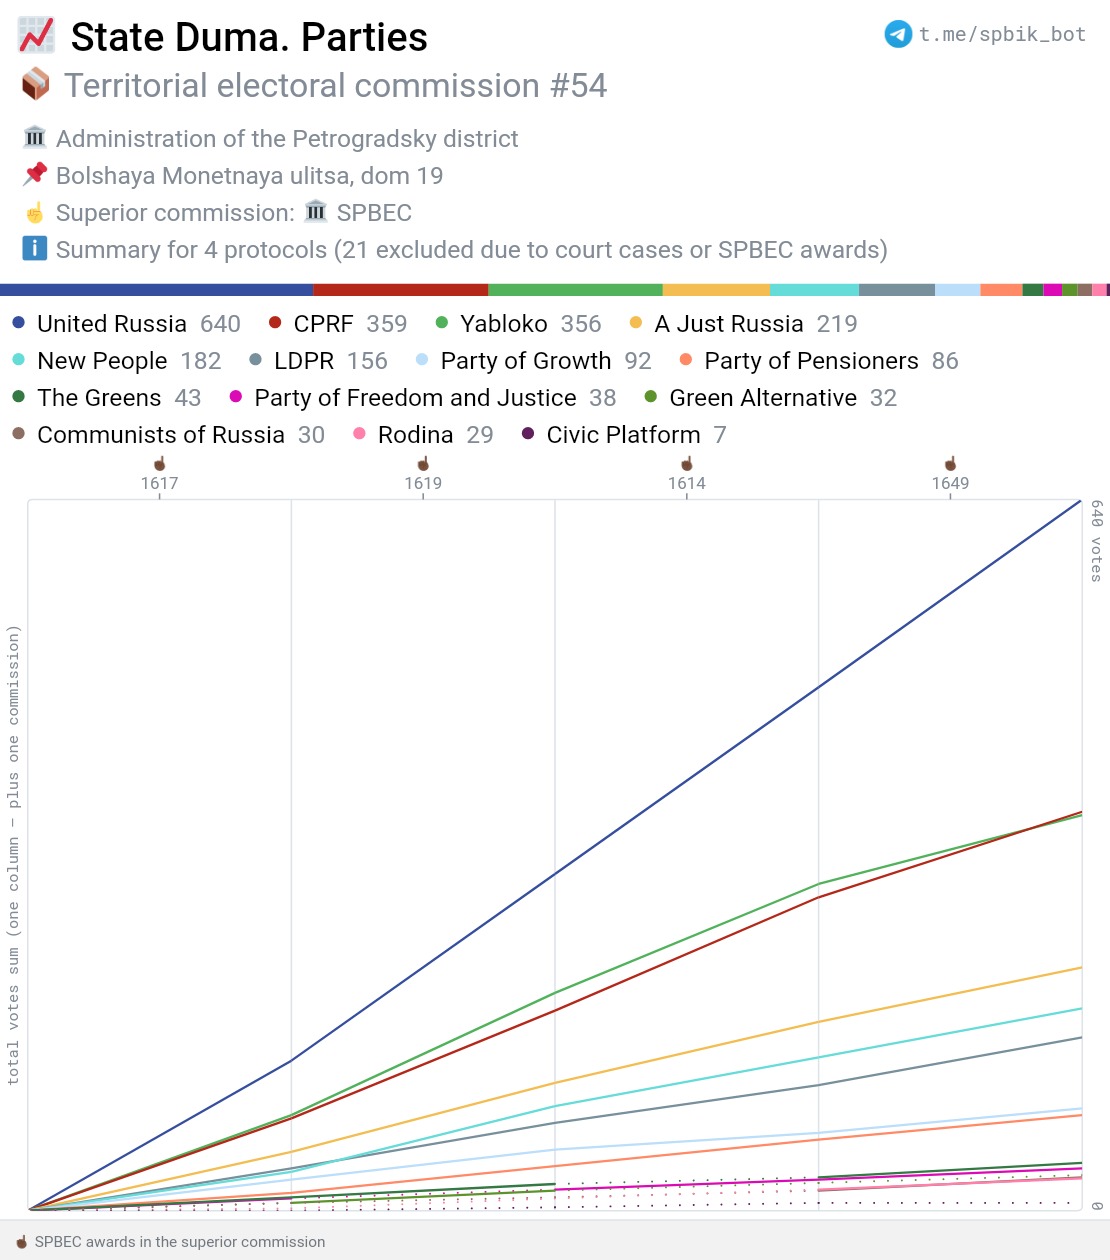 State Duma. Parties
t.me/spbik_bot
Territorial electoral commission #54
Administration of the Petrogradsky district
Bolshaya Monetnaya ulitsa, dom 19
Superior commission: SPBEC
Summary for 4 protocols (21 excluded due to court cases or SPBEC awards)
United Russia 640 CPRF 359 Yabloko 356 A Just Russia 219
New People 182 LDPR 156 Party of Growth 92 Party of Pensioners 86
The Greens 43 Party of Freedom and Justice 38 Green Alternative 32
Communists of Russia 30 Rodina 29 Civic Platform 7
1617 1619 1614 1649
640 votes
total votes sum (one column – plus one commission)
0
SPBEC awards in the superior commission